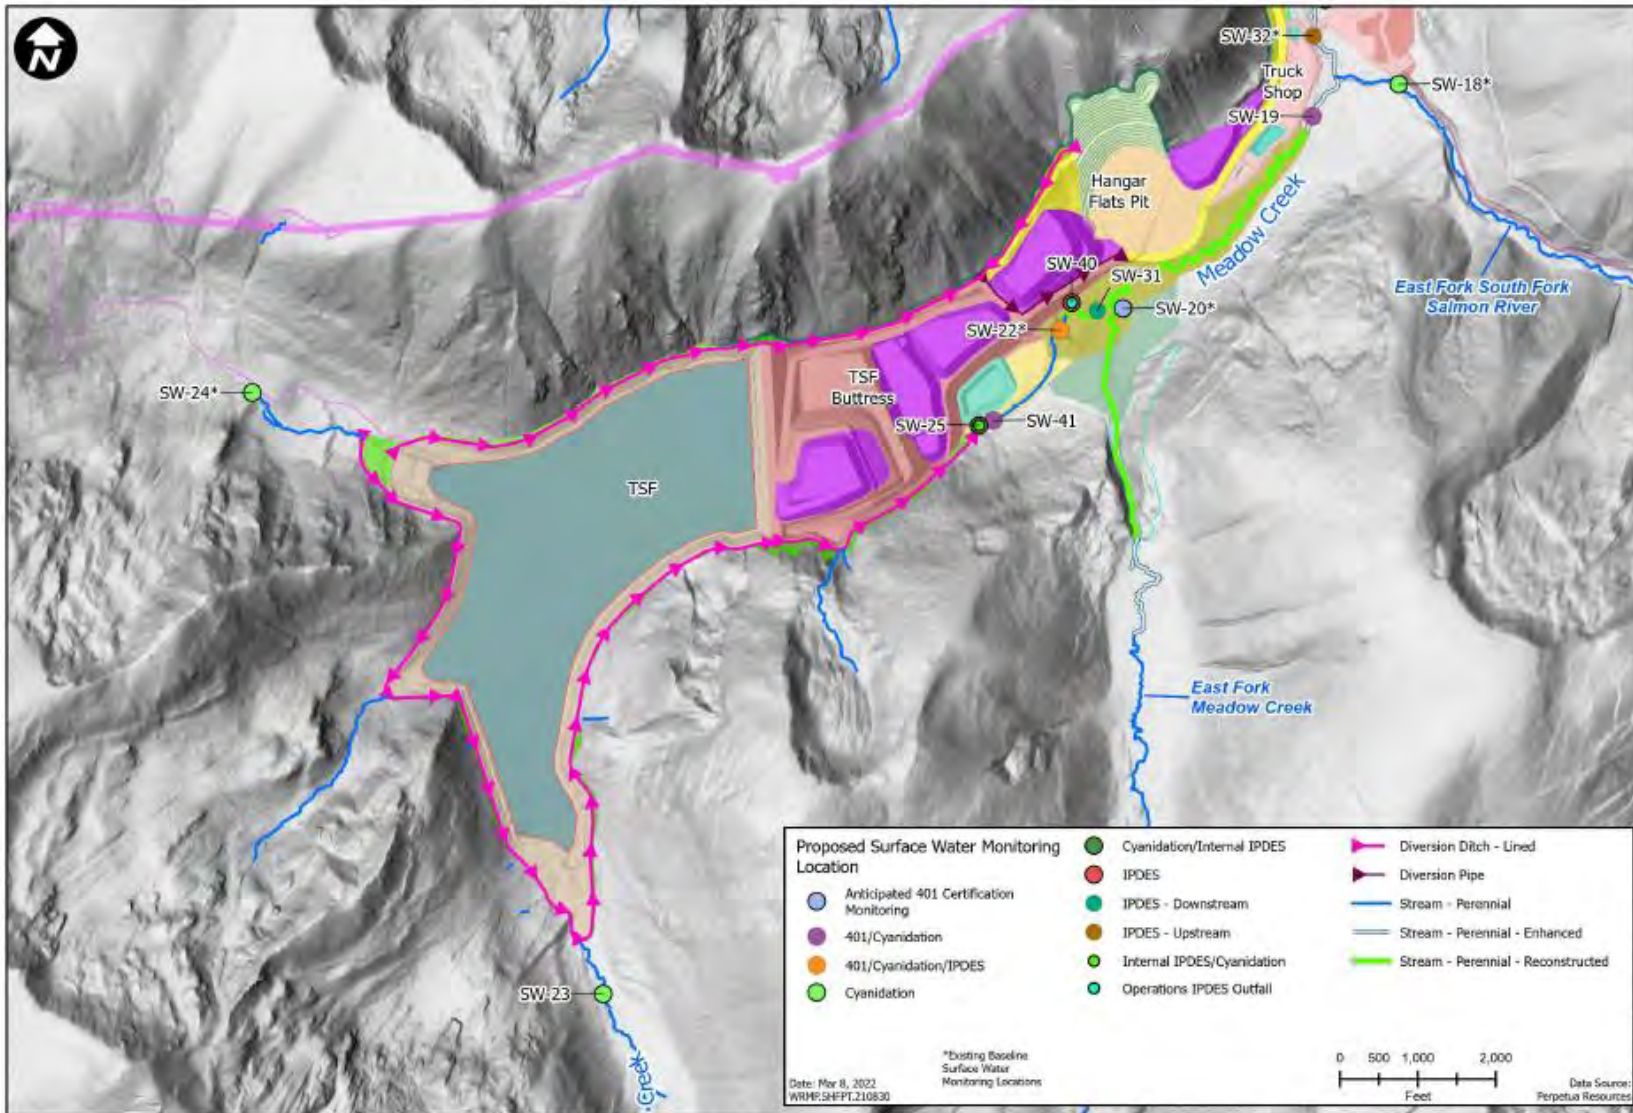 N
SW-32*
Truck
Shop
SW-18*
SW-19
Hangar
Flats Pit
Meadow Creek
SW-40
SW-31
East Fork South Fork
Salmon River
SW-20*
SW-22*
SW-24*
TSF
Buttress
SW-25
SW-41
TSF
East Fork
Meadow Creek
SW-23
Creek
Proposed Surface Water Monitoring
Location
Anticipated 401 Certification
Monitoring
401/Cyanidation
401/Cyanidation/IPDES
Cyanidation
Cyanidation/Internal IPDES
IPDES
IPDES - Downstream
IPDES - Upstream
Internal IPDES/Cyanidation
Operations IPDES Outfall
Diversion Ditch - Lined
Diversion Pipe
Stream - Perennial
Stream - Perennial - Enhanced
Stream - Perennial - Reconstructed
*Existing Baseline
Surface Water
Monitoring Locations
Date: Mar 8, 2022
WRMP.SHFPT.210830
0 500 1,000 2,000
Feet
Data Source:
Perpetua Resources